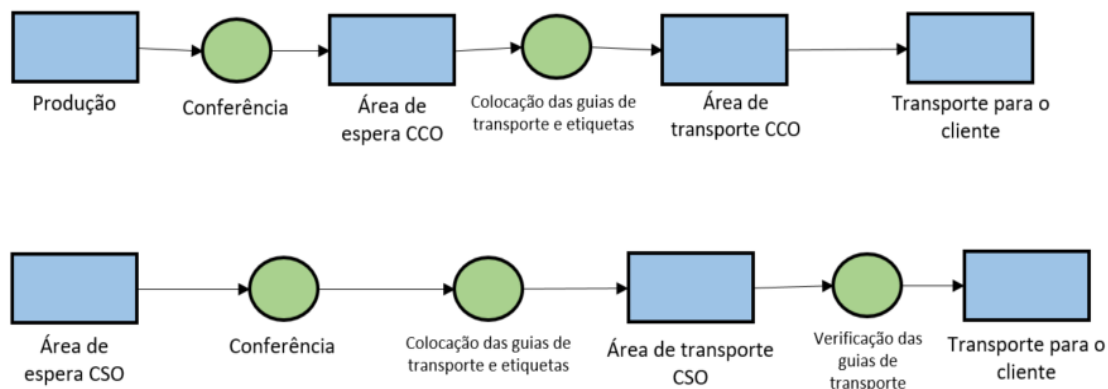 Produção
Conferência
Área de
espera CCO
Colocação das guias de
transporte e etiquetas
Área de
transporte CCO
Transporte para o
cliente
Área de
espera CSO
Conferência
Colocação das guias de
transporte e etiquetas
Área de transporte
CSO
Verificação das
guias de
transporte
Transporte para o
cliente